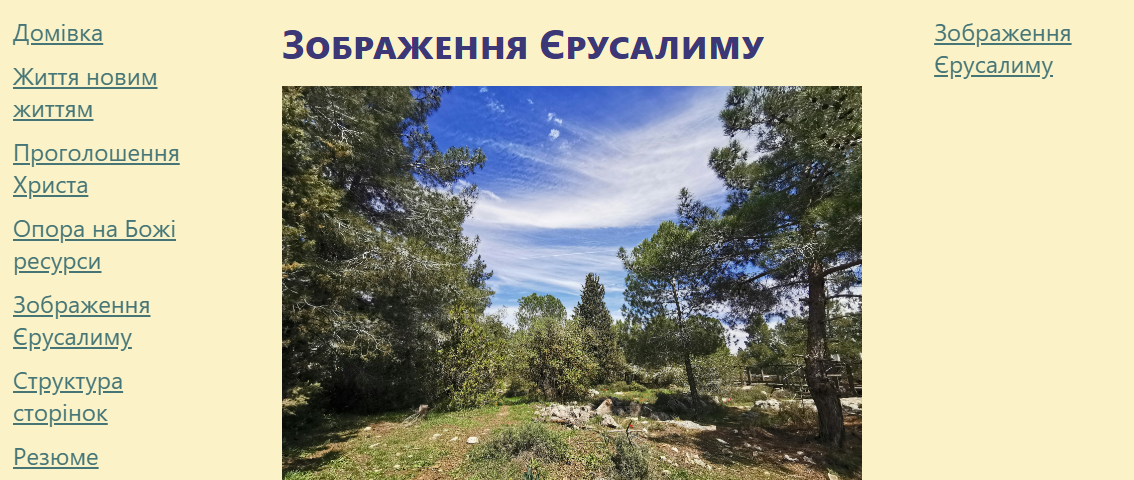 Домівка
Життя новим
життям
Проголошення
Христа
Опора на Божі
ресурси
Зображення
Єрусалиму
Структура
сторінок
Резюме
Зображення Єрусалиму
Зображення
Єрусалиму